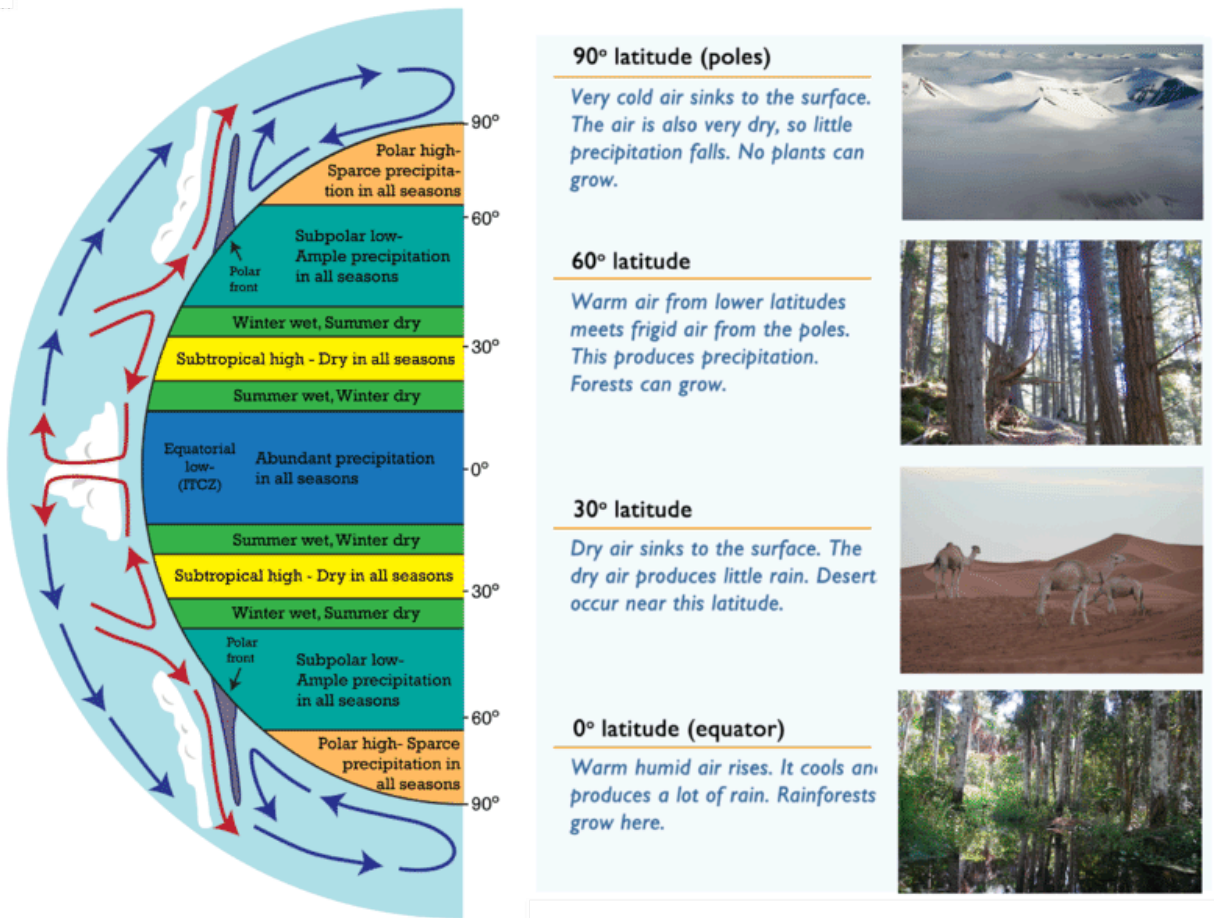 90°
Polar high-
Sparce precipita-
tion in all seasons
60°
Subpolar low-
Ample precipitation
in all seasons
Polar
front
Winter wet, Summer dry
30°
Subtropical high - Dry in all seasons
Summer wet, Winter dry
Equatorial
low-
(ITCZ)
Abundant precipitation
in all seasons
0°
Summer wet, Winter dry
Subtropical high - Dry in all seasons
30°
Winter wet, Summer dry
Polar
front
Subpolar low-
Ample precipitation
in all seasons
60°
Polar high- Sparce
precipitation in
all seasons
90°
90° latitude (poles)
Very cold air sinks to the surface.
The air is also very dry, so little
precipitation falls. No plants can
grow.
60° latitude
Warm air from lower latitudes
meets frigid air from the poles.
This produces precipitation.
Forests can grow.
30° latitude
Dry air sinks to the surface. The
dry air produces little rain. Desert
occur near this latitude.
0° latitude (equator)
Warm humid air rises. It cools an
produces a lot of rain. Rainforests
grow here.